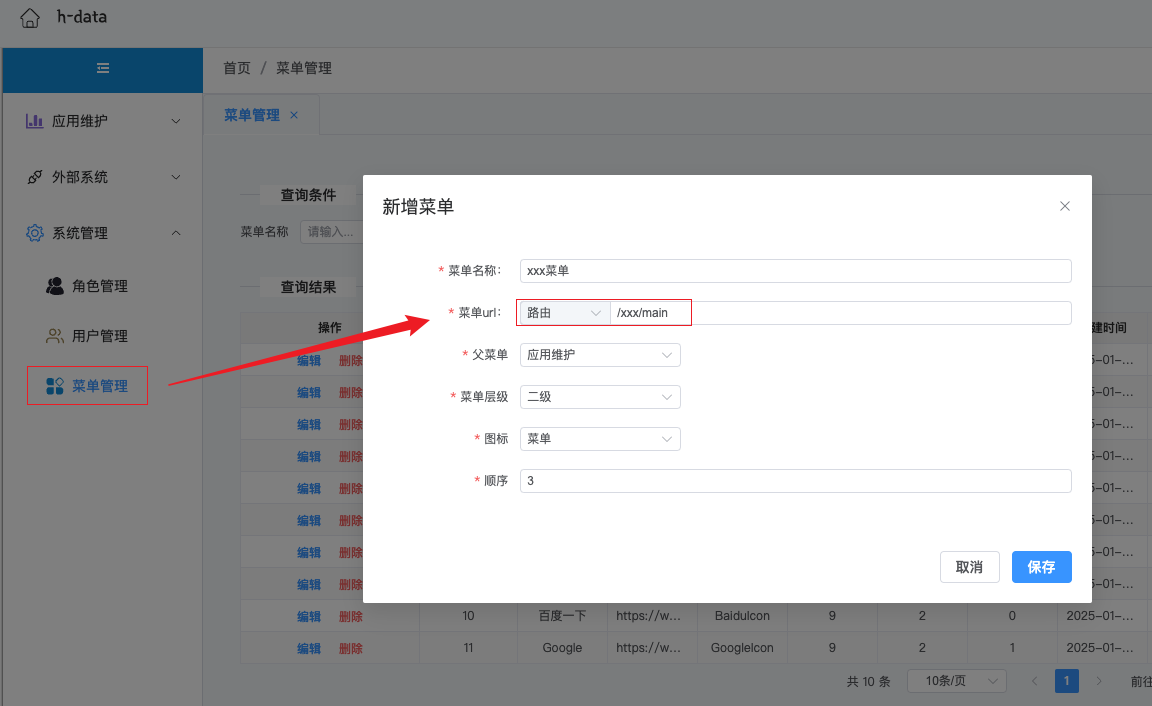 h-data
首页 / 菜单管理
应用维护
菜单管理 ×
外部系统
查询条件
新增菜单
系统管理
菜单名称 请输入...
* 菜单名称： xxx菜单
角色管理
查询结果
* 菜单url： 路由 /xxx/main
操作 建时间
用户管理
* 父菜单 应用维护
编辑 删除 5-01-...
菜单管理
* 菜单层级 二级
编辑 删除 5-01-...
编辑 删除 5-01-...
* 图标 菜单
编辑 删除 5-01-...
* 顺序 3
编辑 删除 5-01-...
编辑 删除 5-01-...
编辑 删除 5-01-...
取消 保存
编辑 删除 5-01-...
编辑 删除 10 百度一下 https://w... BaiduIcon 9 2 0 2025-01-...
编辑 删除 11 Google https://w... GoogleIcon 9 2 1 2025-01-...
共 10 条 10条/页 1 前往